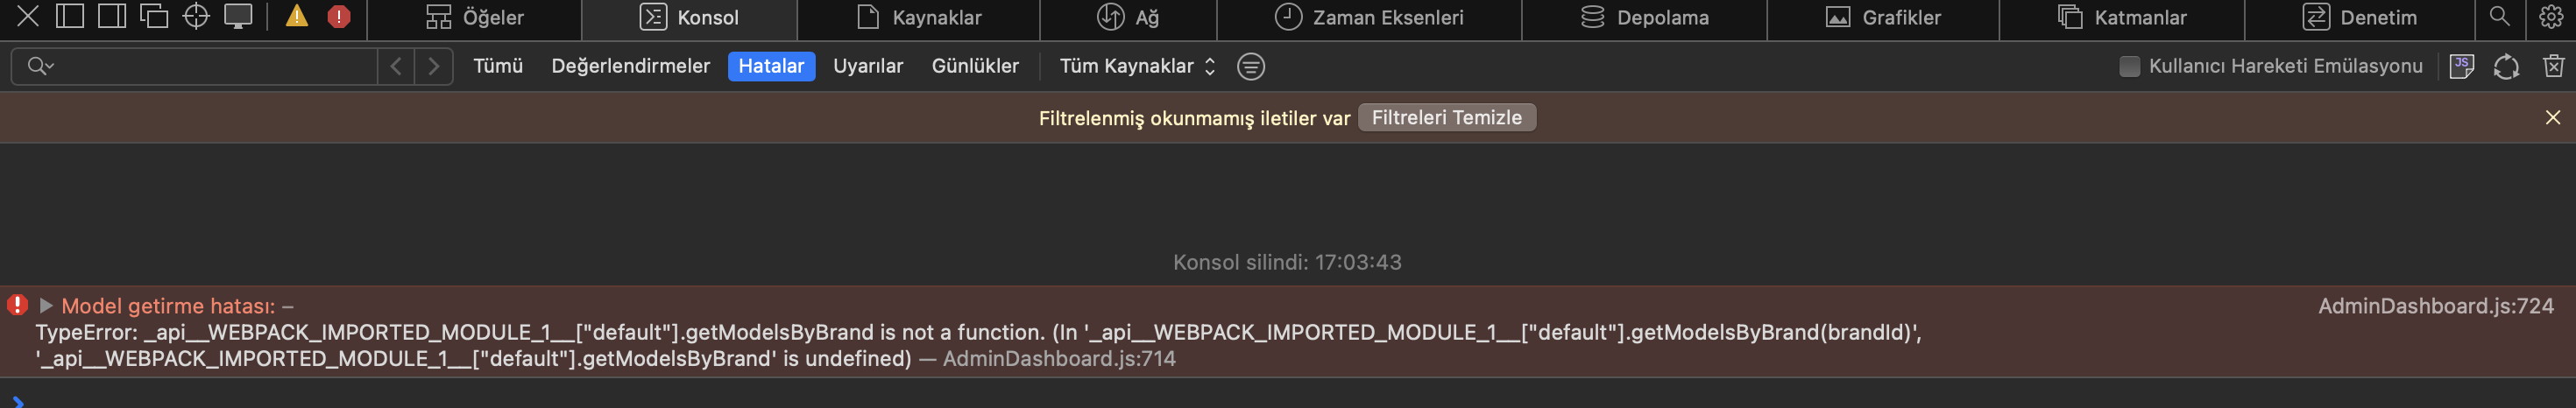 Öğeler
Konsol
Kaynaklar
Ağ
Zaman Eksenleri
Depolama
Grafikler
Katmanlar
Denetim
Tümü
Değerlendirmeler
Hatalar
Uyarılar
Günlükler
Tüm Kaynaklar
Kullanıcı Hareketi Emülasyonu
JS
Filtrelenmiş okunmamış iletiler var
Filtreleri Temizle
Konsol silindi: 17:03:43
Model getirme hatası: –
AdminDashboard.js:724
TypeError: _api__WEBPACK_IMPORTED_MODULE_1__["default"].getModelsByBrand is not a function. (In '_api__WEBPACK_IMPORTED_MODULE_1__["default"].getModelsByBrand(brandId)',
'_api__WEBPACK_IMPORTED_MODULE_1__["default"].getModelsByBrand' is undefined) — AdminDashboard.js:714